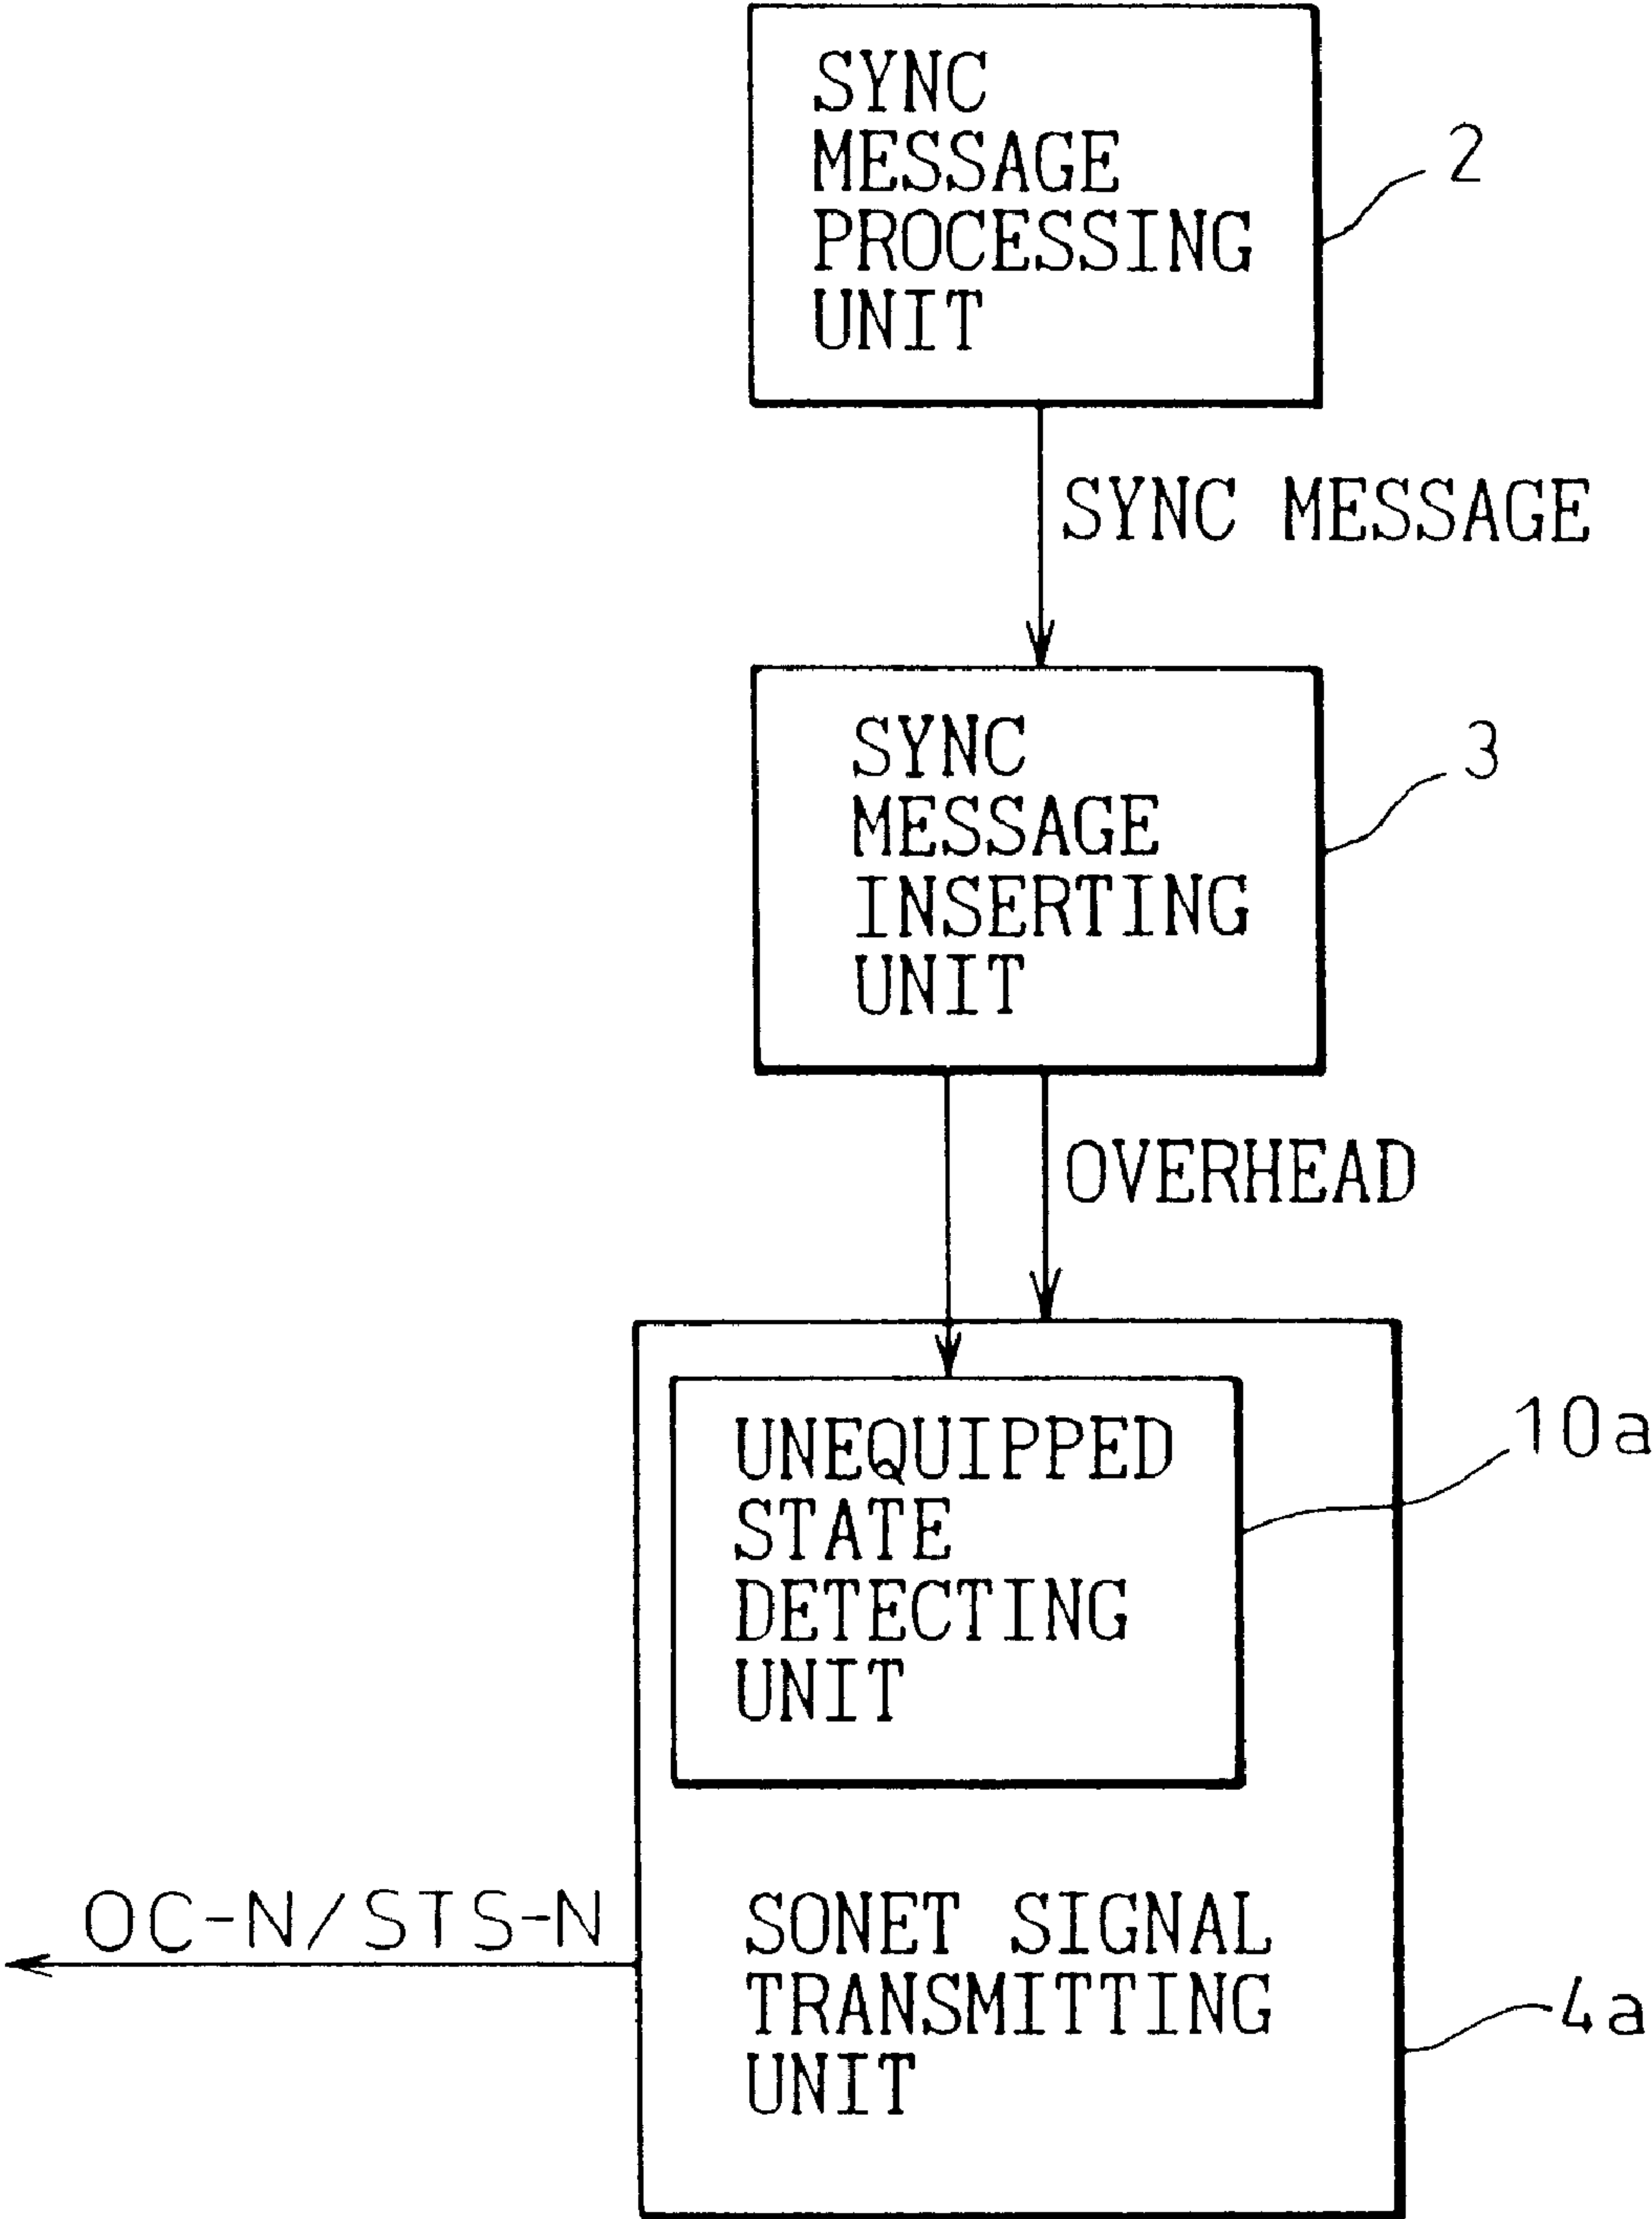 SYNC
MESSAGE
PROCESSING
UNIT
2
SYNC MESSAGE
SYNC
MESSAGE
INSERTING
UNIT
3
OVERHEAD
UNEQUIPPED
STATE
DETECTING
UNIT
10a
OC-N/STS-N
SONET SIGNAL
TRANSMITTING
UNIT
4a